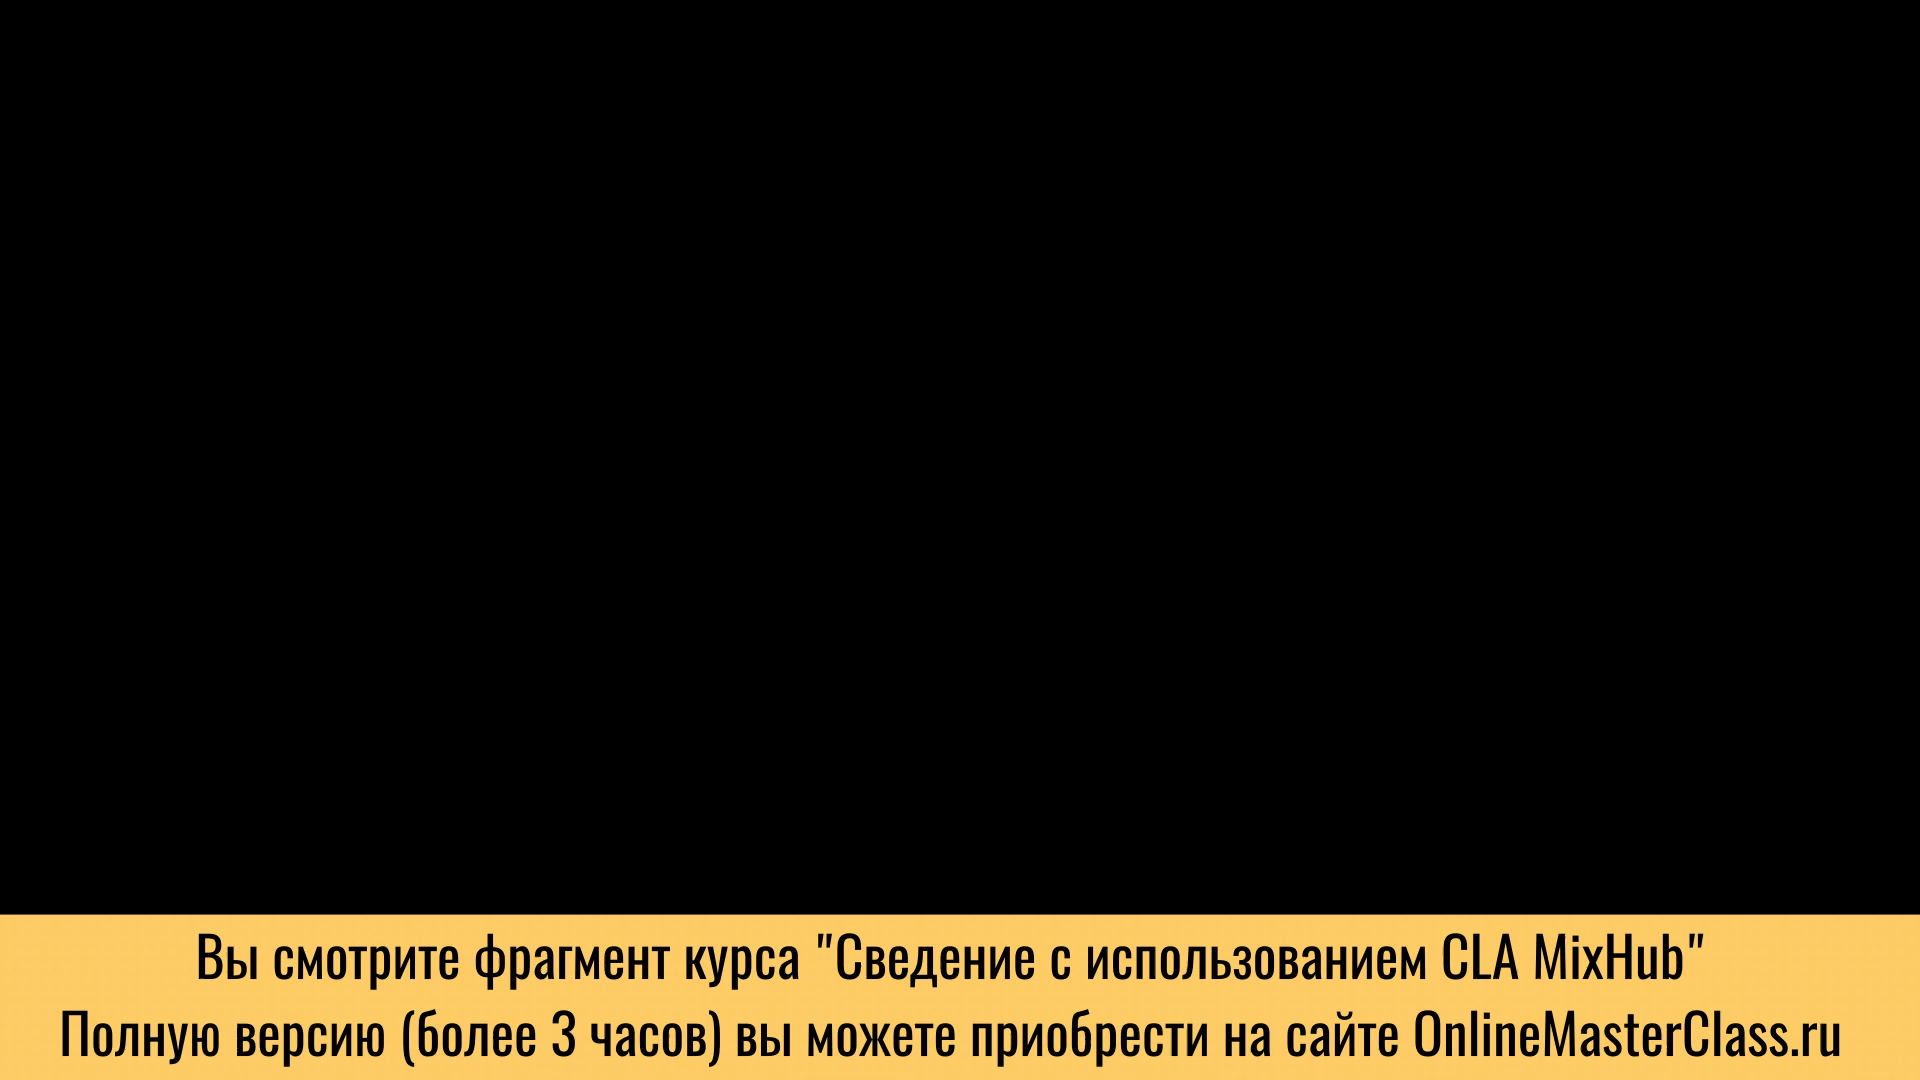 Вы смотрите фрагмент курса "Сведение с использованием CLA MixHub"
Полную версию (более 3 часов) вы можете приобрести на сайте OnlineMasterClass.ru